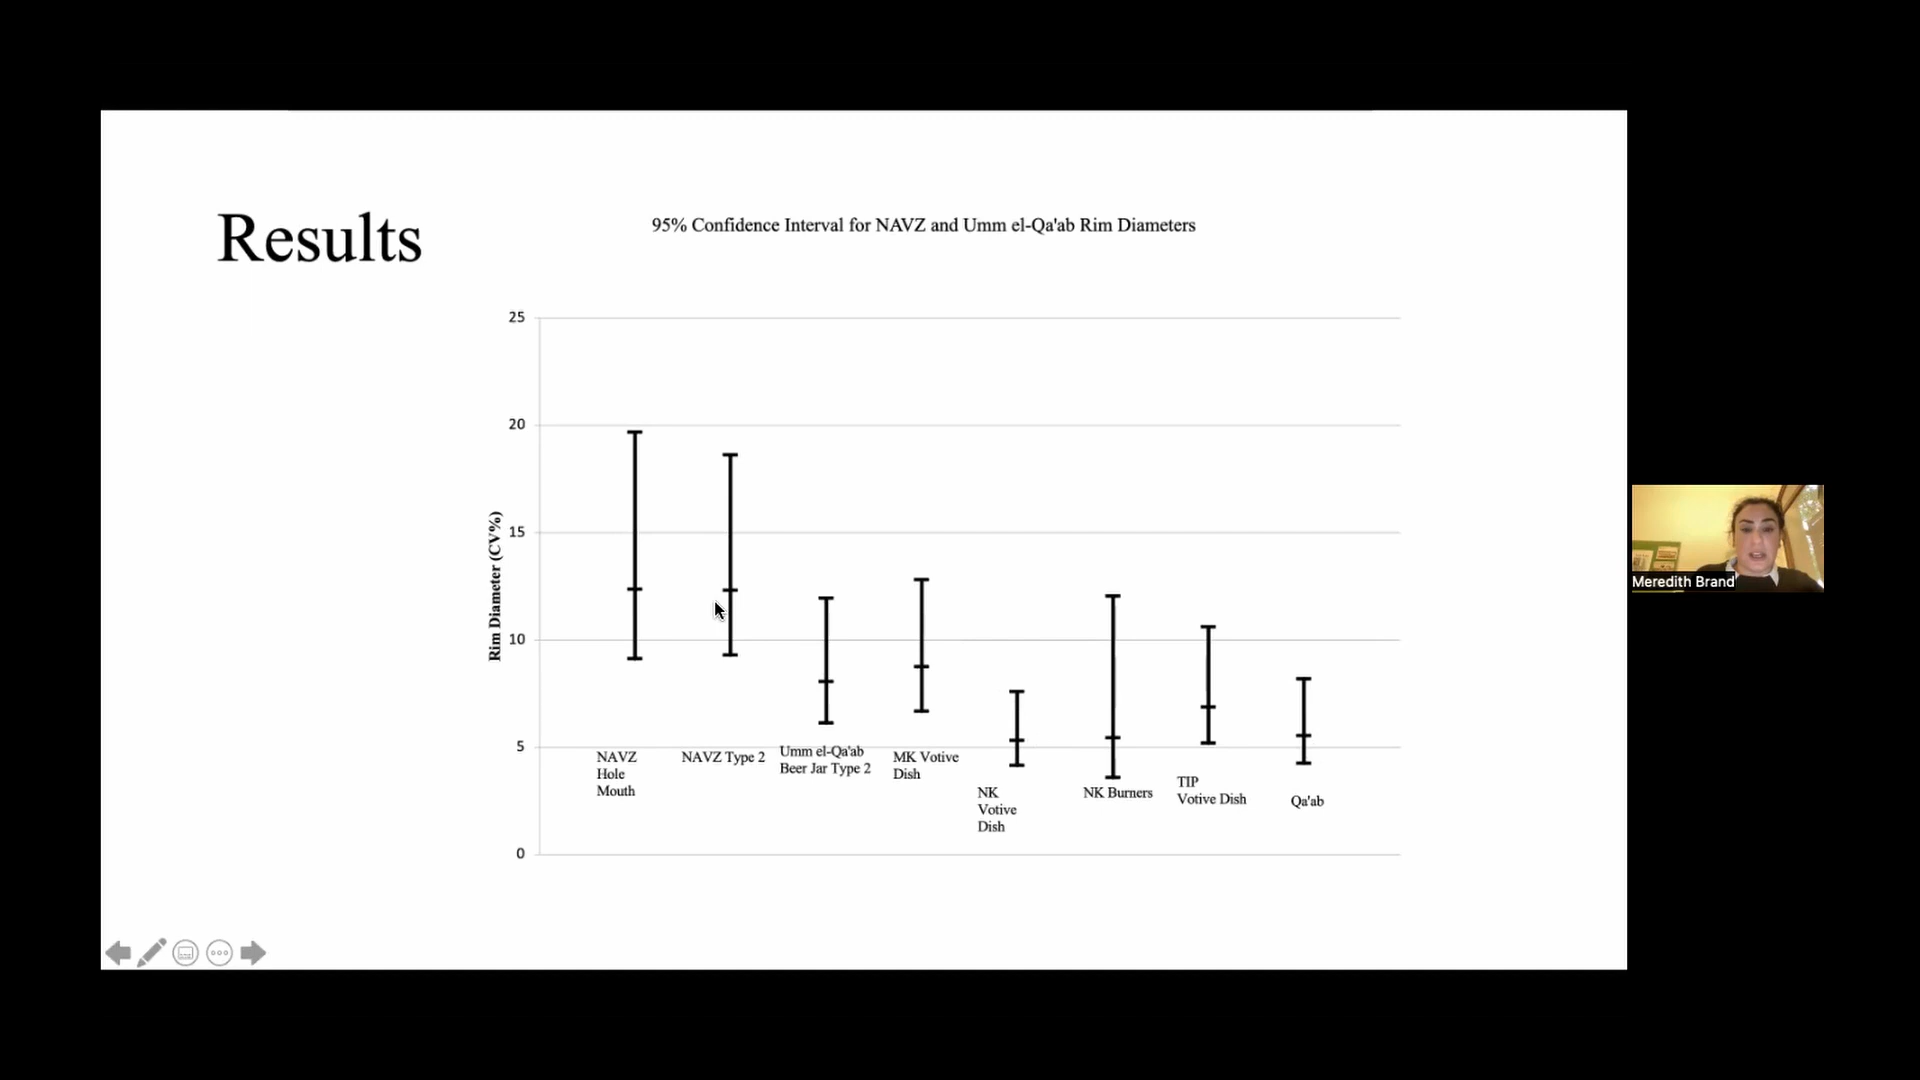 Results
95% Confidence Interval for NAVZ and Umm el-Qa'ab Rim Diameters
Rim Diameter (CV%)
25
20
15
10
5
0
NAVZ
Hole
Mouth
NAVZ Type 2
Umm el-Qa'ab
Beer Jar Type 2
MK Votive
Dish
NK
Votive
Dish
NK Burners
TIP
Votive Dish
Qa'ab
Meredith Brand